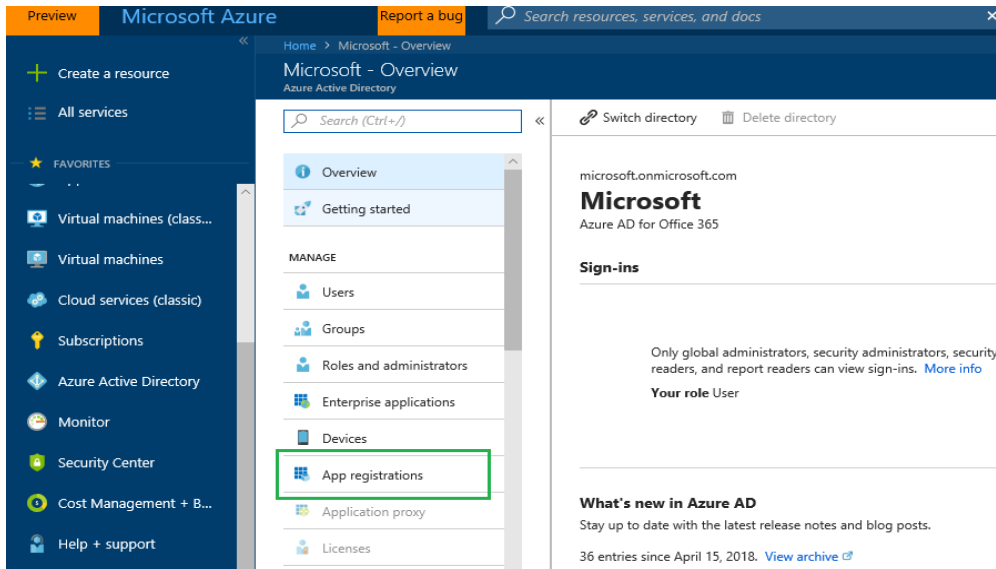 Preview
Microsoft Azure
Report a bug
Search resources, services, and docs
Create a resource
All services
FAVORITES
Virtual machines (class...
Virtual machines
Cloud services (classic)
Subscriptions
Azure Active Directory
Monitor
Security Center
Cost Management + B...
Help + support
Home > Microsoft - Overview
Microsoft - Overview
Azure Active Directory
Search (Ctrl+/)
Overview
Getting started
MANAGE
Users
Groups
Roles and administrators
Enterprise applications
Devices
App registrations
Application proxy
Licenses
Switch directory
Delete directory
microsoft.onmicrosoft.com
Microsoft
Azure AD for Office 365
Sign-ins
Only global administrators, security administrators, security
readers, and report readers can view sign-ins. More info
Your role User
What's new in Azure AD
Stay up to date with the latest release notes and blog posts.
36 entries since April 15, 2018. View archive